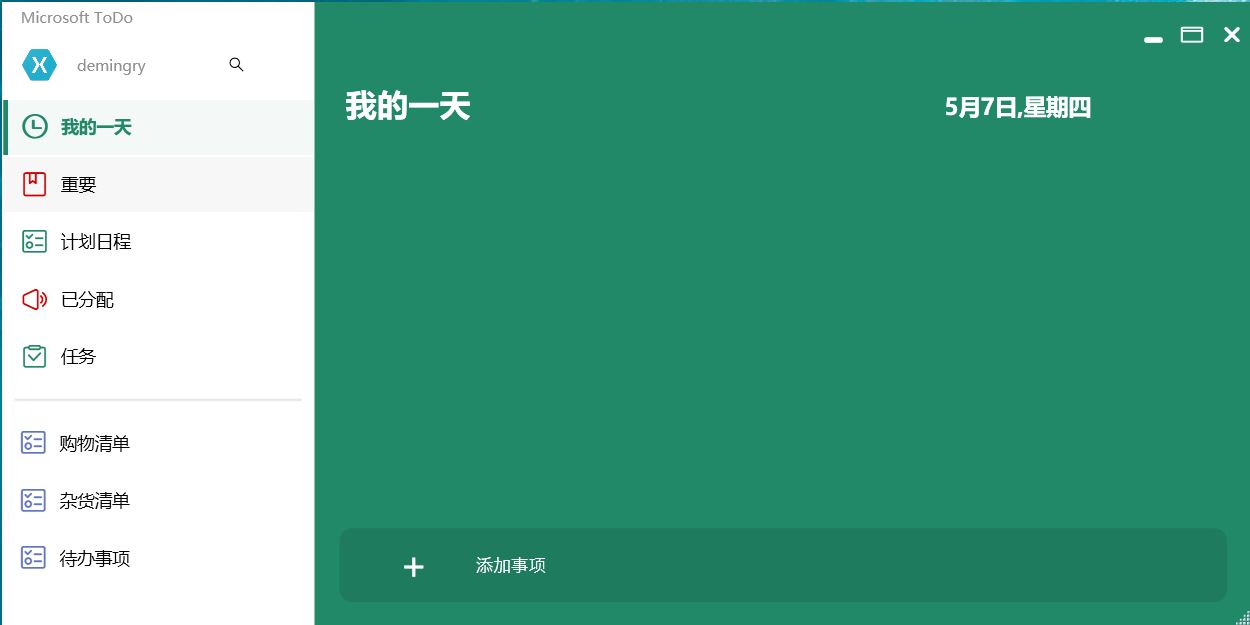 Microsoft ToDo
demingry
我的一天
重要
计划日程
已分配
任务
购物清单
杂货清单
待办事项
我的一天
5月7日,星期四
添加事项